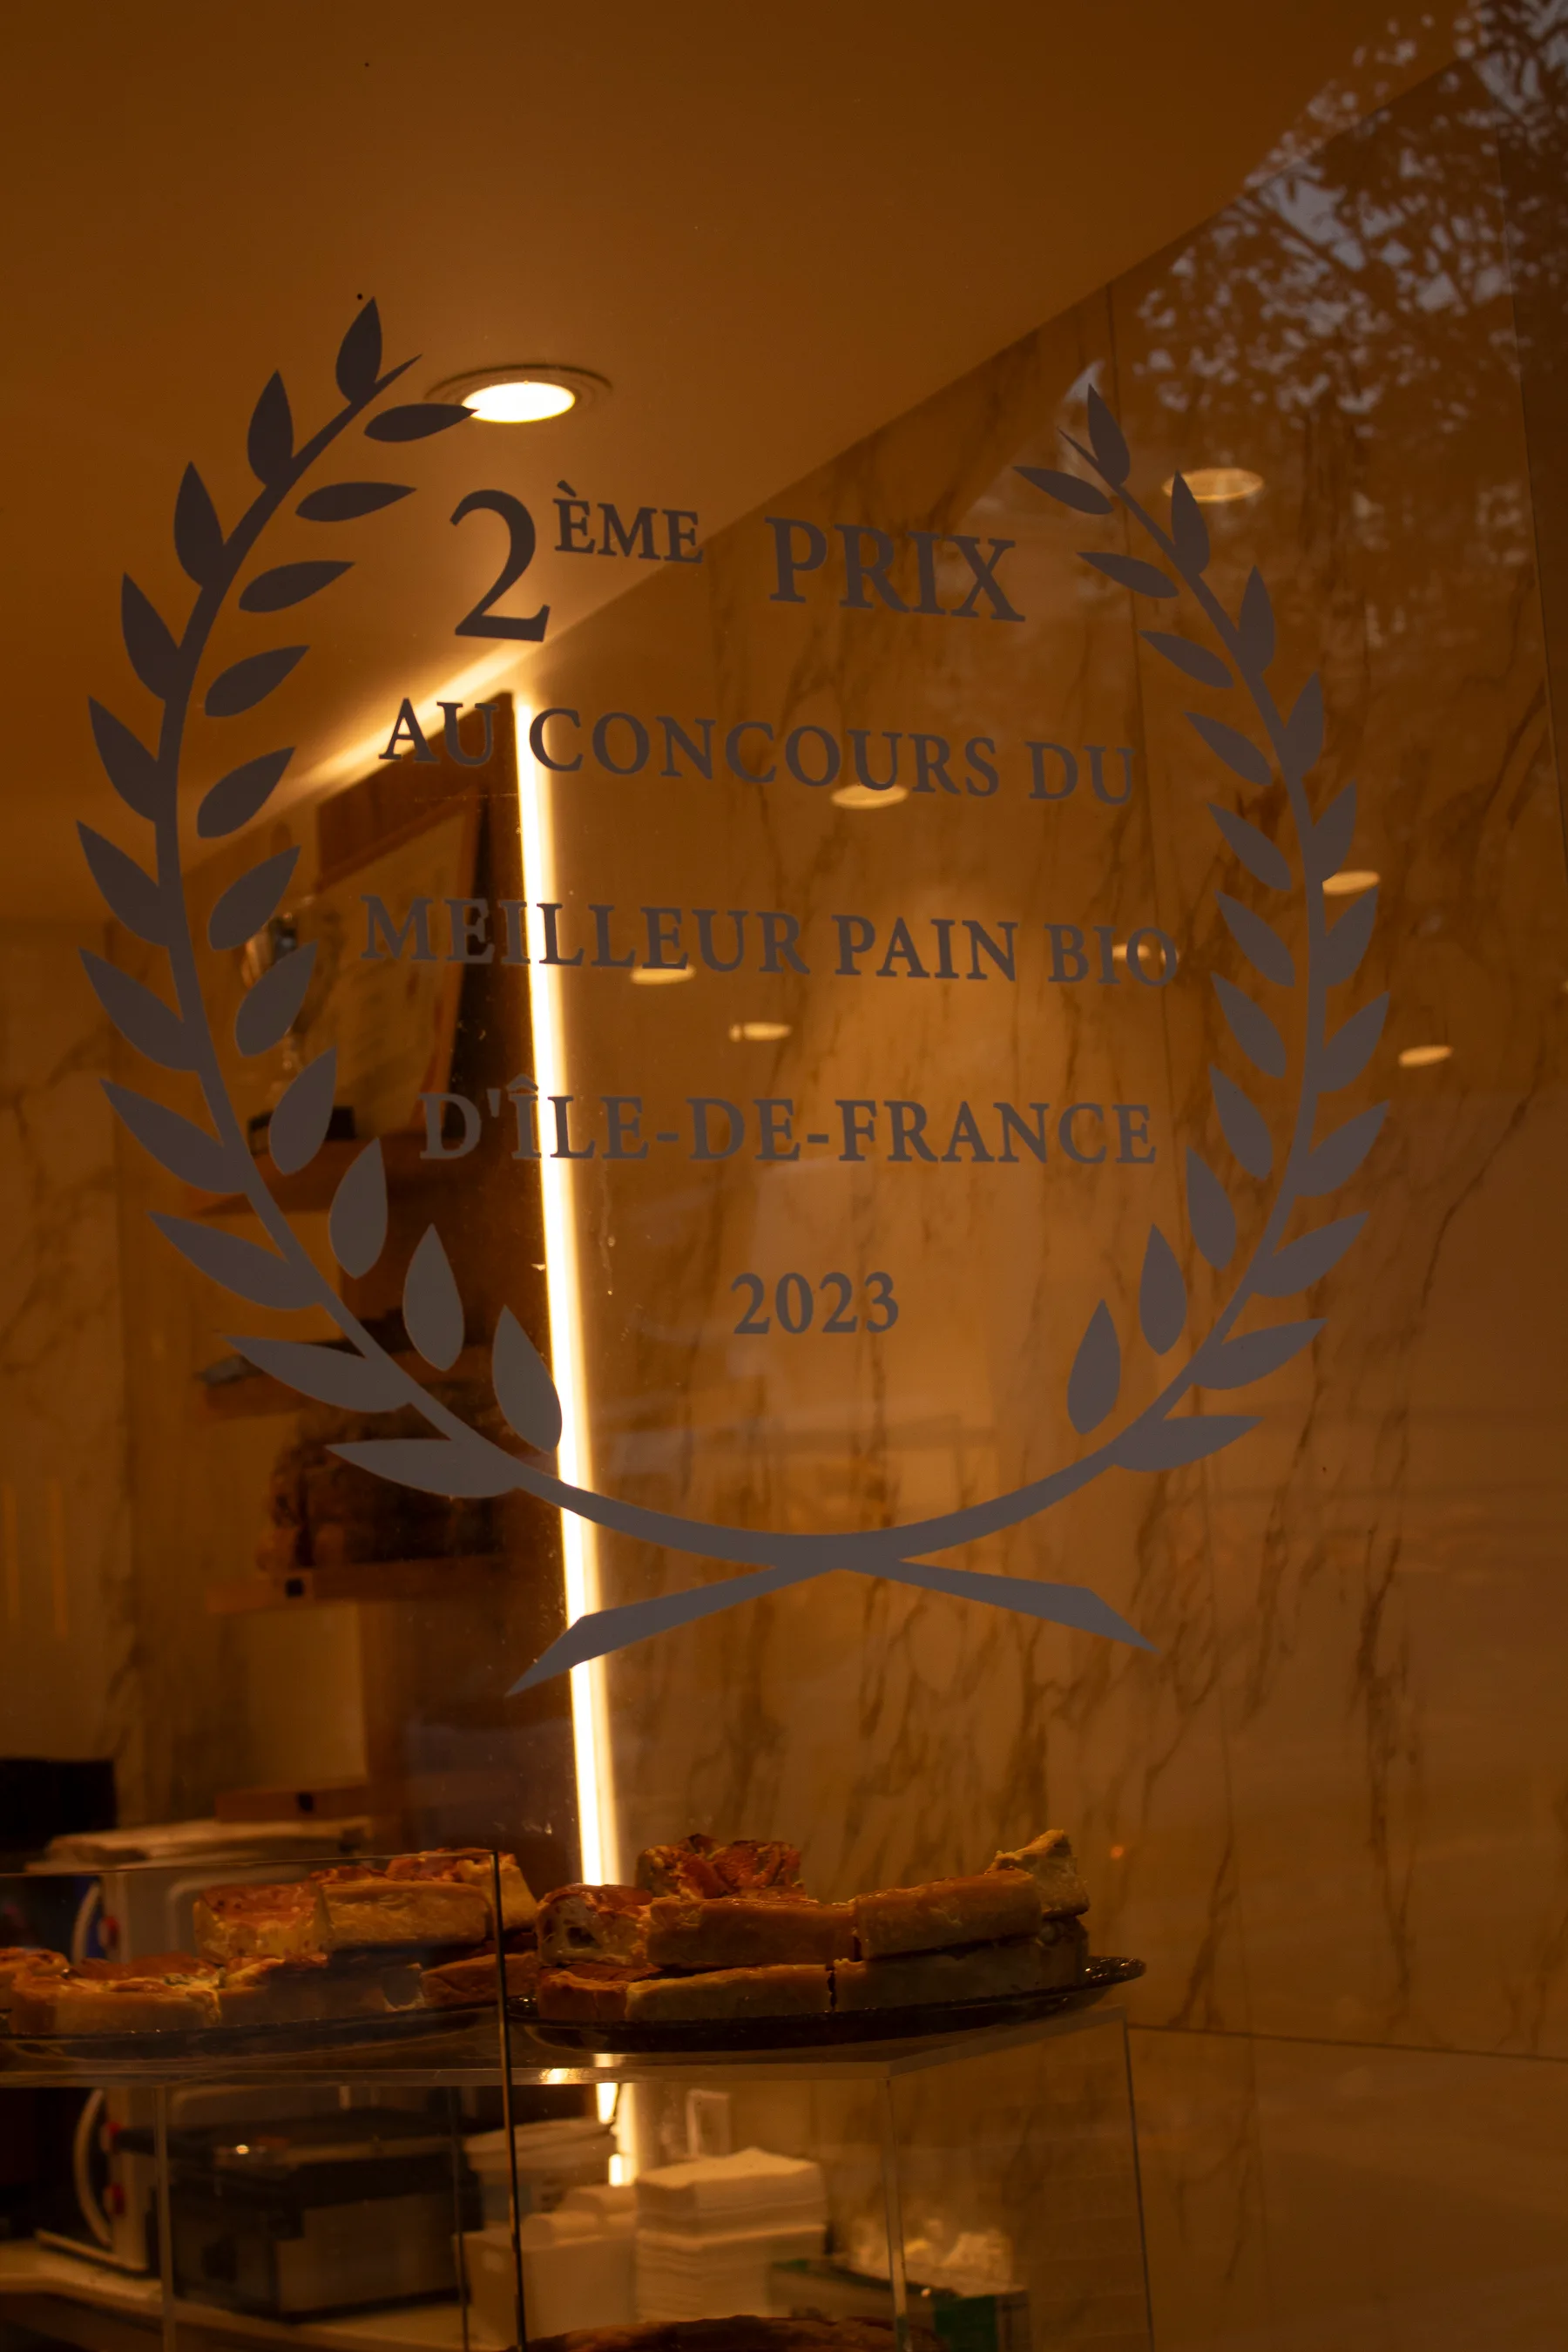 2ÈME PRIX
AU CONCOURS DU
MEILLEUR PAIN BIO
D'ÎLE-DE-FRANCE
2023